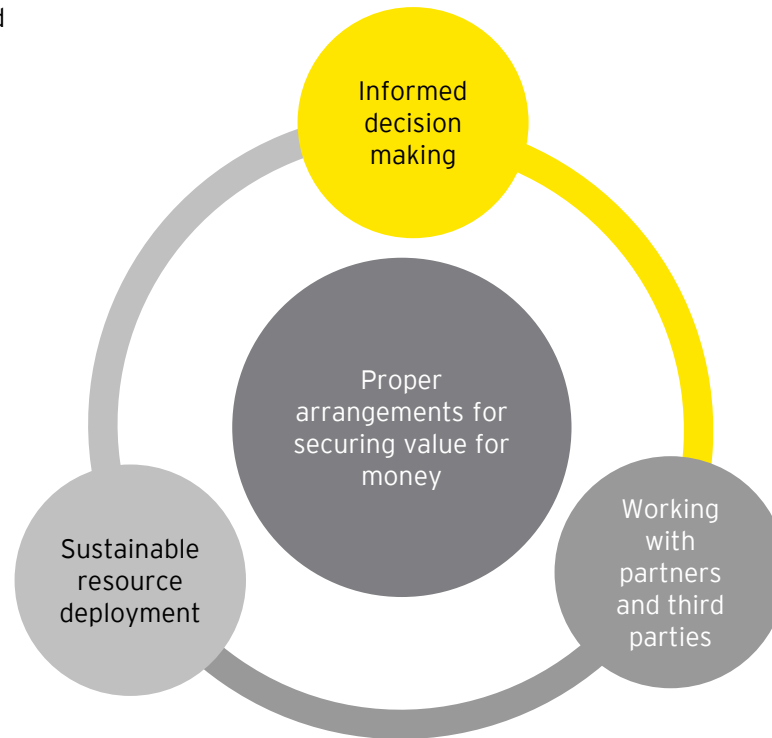 d
Informed
decision
making
Proper
arrangements for
securing value for
money
Sustainable
resource
deployment
Working
with
partners
and third
parties